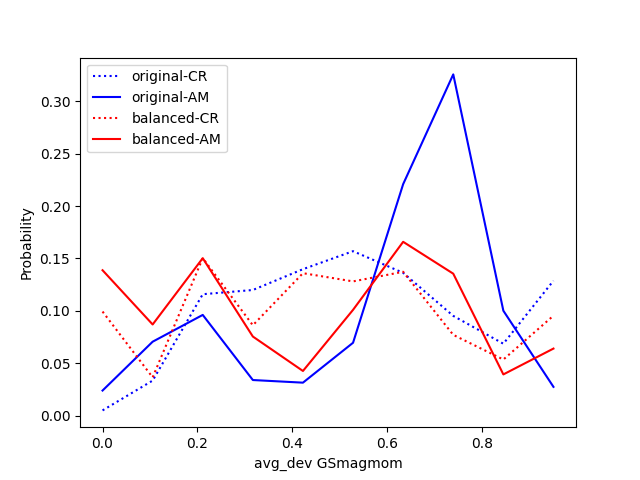 original-CR
original-AM
balanced-CR
balanced-AM
0.30
0.25
0.20
0.15
0.10
0.05
0.00
Probability
0.0 0.2 0.4 0.6 0.8
avg_dev GSmagmom